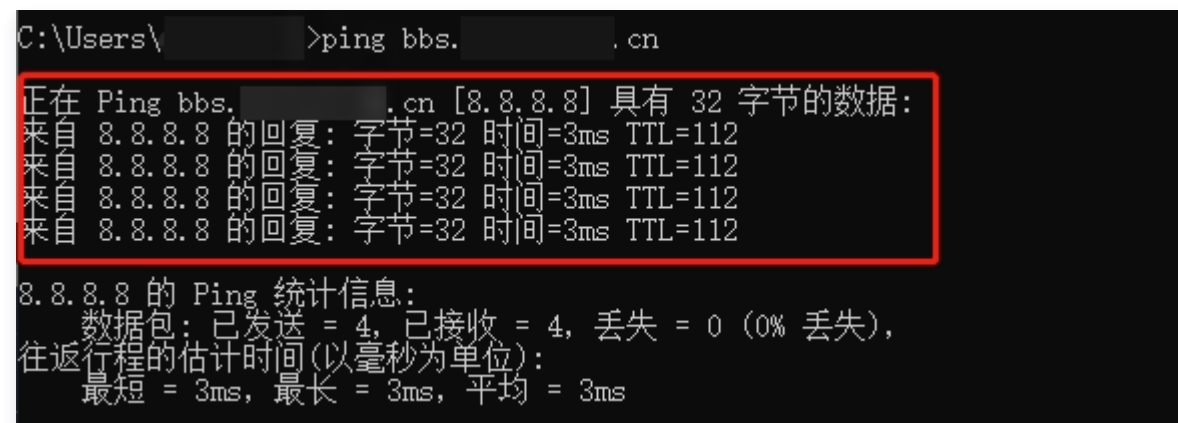 C:\Users\ >ping bbs. .cn
正在 Ping bbs. .cn [8.8.8.8] 具有 32 字节的数据:
来自 8.8.8.8 的回复: 字节=32 时间=3ms TTL=112
来自 8.8.8.8 的回复: 字节=32 时间=3ms TTL=112
来自 8.8.8.8 的回复: 字节=32 时间=3ms TTL=112
来自 8.8.8.8 的回复: 字节=32 时间=3ms TTL=112
8.8.8.8 的 Ping 统计信息:
数据包: 已发送 = 4, 已接收 = 4, 丢失 = 0 (0% 丢失),
往返行程的估计时间(以毫秒为单位):
最短 = 3ms, 最长 = 3ms, 平均 = 3ms